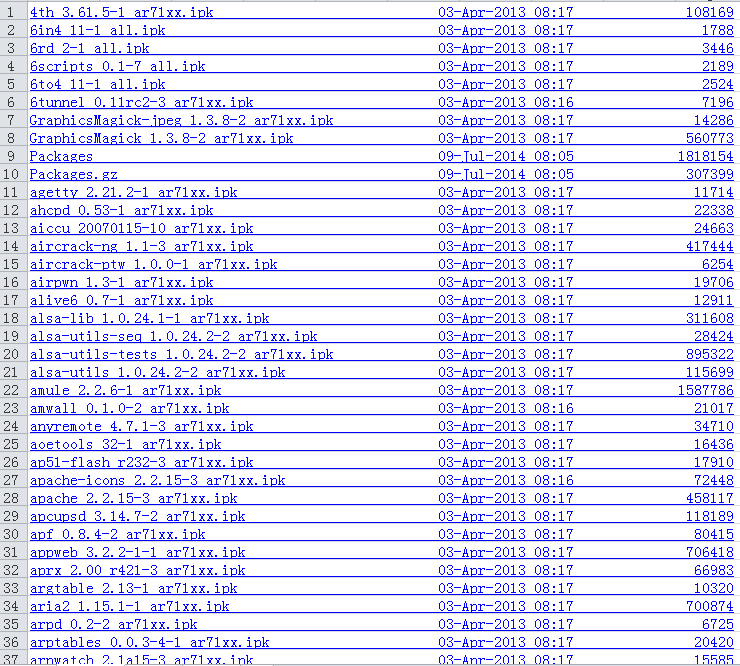 1 4th_3.61.5-1_ar71xx.ipk 03-Apr-2013 08:17 108169
2 6in4_11-1_all.ipk 03-Apr-2013 08:17 1788
3 6rd_2-1_all.ipk 03-Apr-2013 08:17 3446
4 6scripts_0.1-7_all.ipk 03-Apr-2013 08:17 2189
5 6to4_11-1_all.ipk 03-Apr-2013 08:17 2524
6 6tunnel_0.11rc2-3_ar71xx.ipk 03-Apr-2013 08:16 7196
7 GraphicsMagick-jpeg_1.3.8-2_ar71xx.ipk 03-Apr-2013 08:17 14286
8 GraphicsMagick_1.3.8-2_ar71xx.ipk 03-Apr-2013 08:17 560773
9 Packages 09-Jul-2014 08:05 1818154
10 Packages.gz 09-Jul-2014 08:05 307399
11 agetty_2.21.2-1_ar71xx.ipk 03-Apr-2013 08:17 11714
12 ahcpd_0.53-1_ar71xx.ipk 03-Apr-2013 08:17 22338
13 aiccu_20070115-10_ar71xx.ipk 03-Apr-2013 08:17 24663
14 aircrack-ng_1.1-3_ar71xx.ipk 03-Apr-2013 08:17 417444
15 aircrack-ptw_1.0.0-1_ar71xx.ipk 03-Apr-2013 08:17 6254
16 airpwn_1.3-1_ar71xx.ipk 03-Apr-2013 08:17 19706
17 alive6_0.7-1_ar71xx.ipk 03-Apr-2013 08:17 12911
18 alsa-lib_1.0.24.1-1_ar71xx.ipk 03-Apr-2013 08:17 311608
19 alsa-utils-seq_1.0.24.2-2_ar71xx.ipk 03-Apr-2013 08:17 28424
20 alsa-utils-tests_1.0.24.2-2_ar71xx.ipk 03-Apr-2013 08:17 895322
21 alsa-utils_1.0.24.2-2_ar71xx.ipk 03-Apr-2013 08:17 115699
22 amule_2.2.6-1_ar71xx.ipk 03-Apr-2013 08:17 1587786
23 amwall_0.1.0-2_ar71xx.ipk 03-Apr-2013 08:16 21017
24 anyremote_4.7.1-3_ar71xx.ipk 03-Apr-2013 08:17 34710
25 aoetools_32-1_ar71xx.ipk 03-Apr-2013 08:17 16436
26 ap51-flash_r232-3_ar71xx.ipk 03-Apr-2013 08:17 17910
27 apache-icons_2.2.15-3_ar71xx.ipk 03-Apr-2013 08:16 72448
28 apache_2.2.15-3_ar71xx.ipk 03-Apr-2013 08:17 458117
29 apcupsd_3.14.7-2_ar71xx.ipk 03-Apr-2013 08:17 118189
30 apf_0.8.4-2_ar71xx.ipk 03-Apr-2013 08:17 80415
31 appweb_3.2.2-1-1_ar71xx.ipk 03-Apr-2013 08:17 706418
32 aprx_2.00_r421-3_ar71xx.ipk 03-Apr-2013 08:17 66983
33 argtable_2.13-1_ar71xx.ipk 03-Apr-2013 08:17 10320
34 aria2_1.15.1-1_ar71xx.ipk 03-Apr-2013 08:17 700874
35 arpd_0.2-2_ar71xx.ipk 03-Apr-2013 08:17 6725
36 arptables_0.0.3-4-1_ar71xx.ipk 03-Apr-2013 08:17 20420
37 arpwatch_2.1a15-3_ar71xx.ipk 03-Apr-2013 08:17 15585